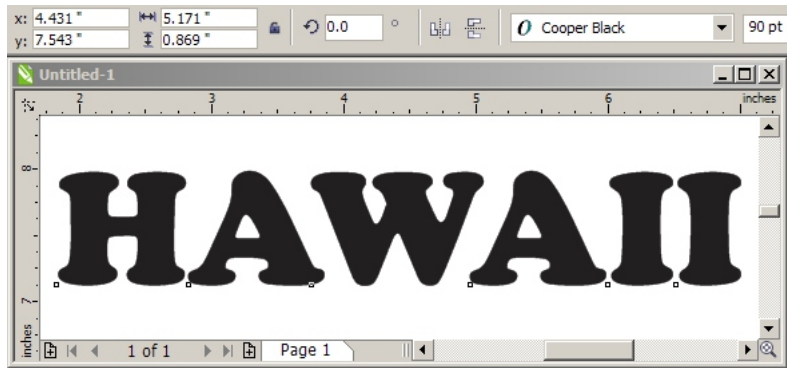 x: 4.431 " 5.171 " 0.0 ° O Cooper Black 90 pt
y: 7.543 " 0.869 "
Untitled-1
2 3 4 5 6 inches
8
HAWAII
7
inches
1 of 1 Page 1